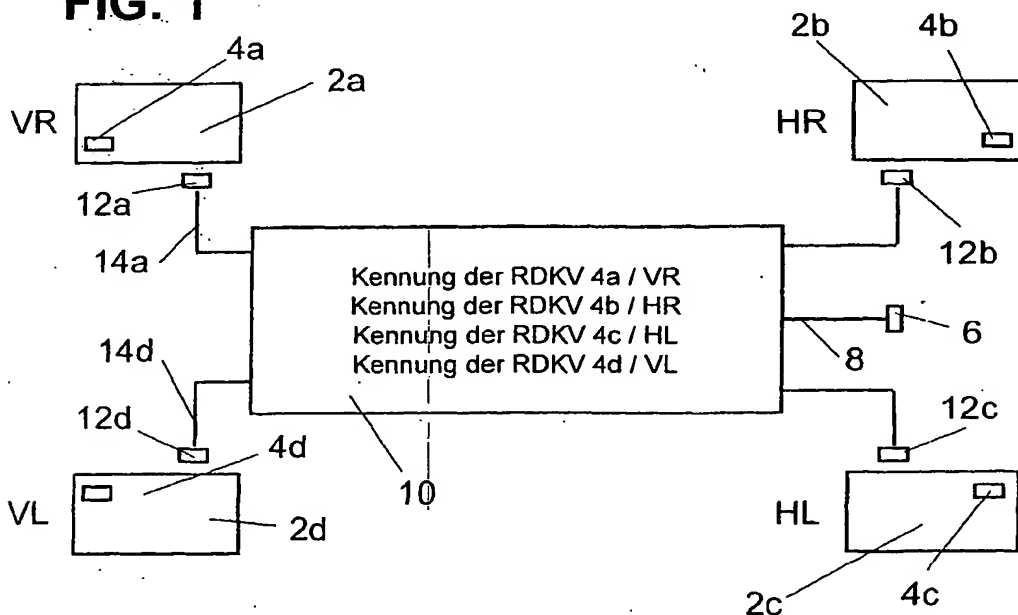 FIG. 1
4a
2a
2b
4b
VR
HR
12a
12b
14a
Kennung der RDKV 4a / VR
Kennung der RDKV 4b / HR
Kennung der RDKV 4c / HL
Kennung der RDKV 4d / VL
6
8
14d
12d
12c
4d
10
VL
2d
HL
2c
4c